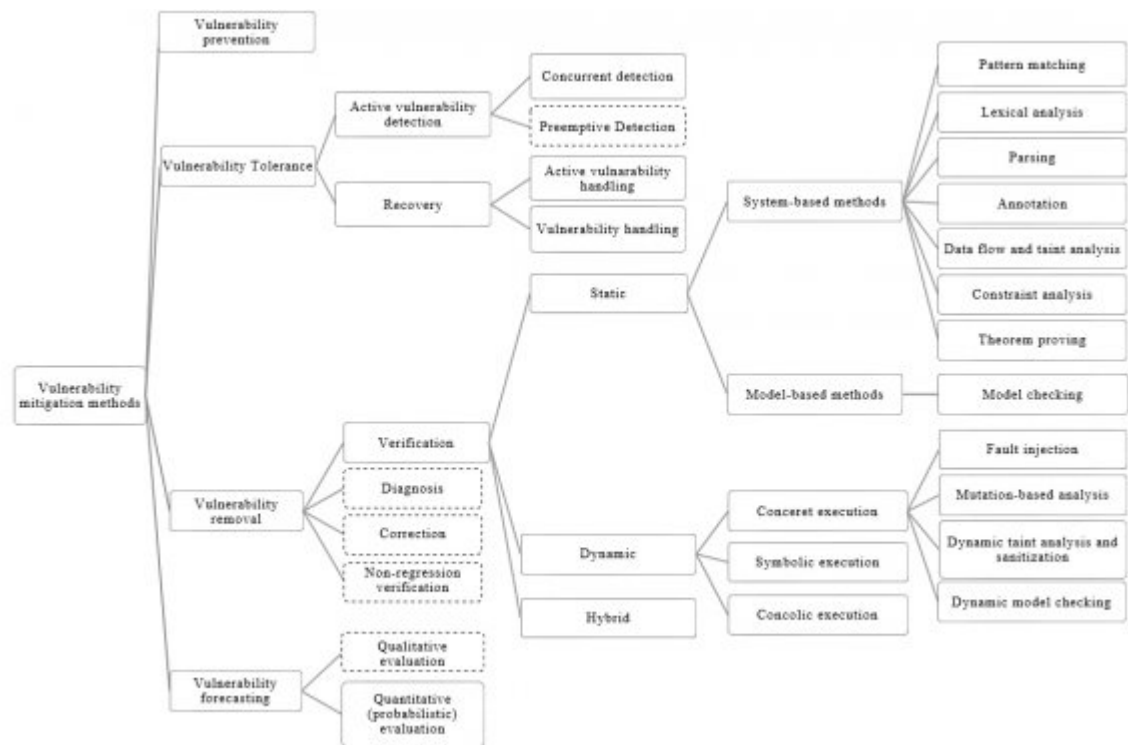 Vulnerability
prevention
Concurrent detection
Pattern matching
Active vulnerability
detection
Lexical analysis
Preemptive Detection
Parsing
Vulnerability Tolerance
Active vulnarability
handling
System-based methods
Recovery
Annotation
Vulnerability handling
Data flow and taint analysis
Static
Constraint analysis
Theorem proving
Vulnerability
mitigation methods
Model-based methods
Model checking
Verification
Fault injection
Diagnosis
Mutation-based analysis
Vulnerability
removal
Conceret execution
Correction
Dynamic
Symbolic execution
Dynamic taint analysis and
sanitization
Non-regression
verification
Hybrid
Concolic execution
Dynamic model checking
Qualitative
evaluation
Vulnerability
forecasting
Quantitative
(probabilistic)
evaluation